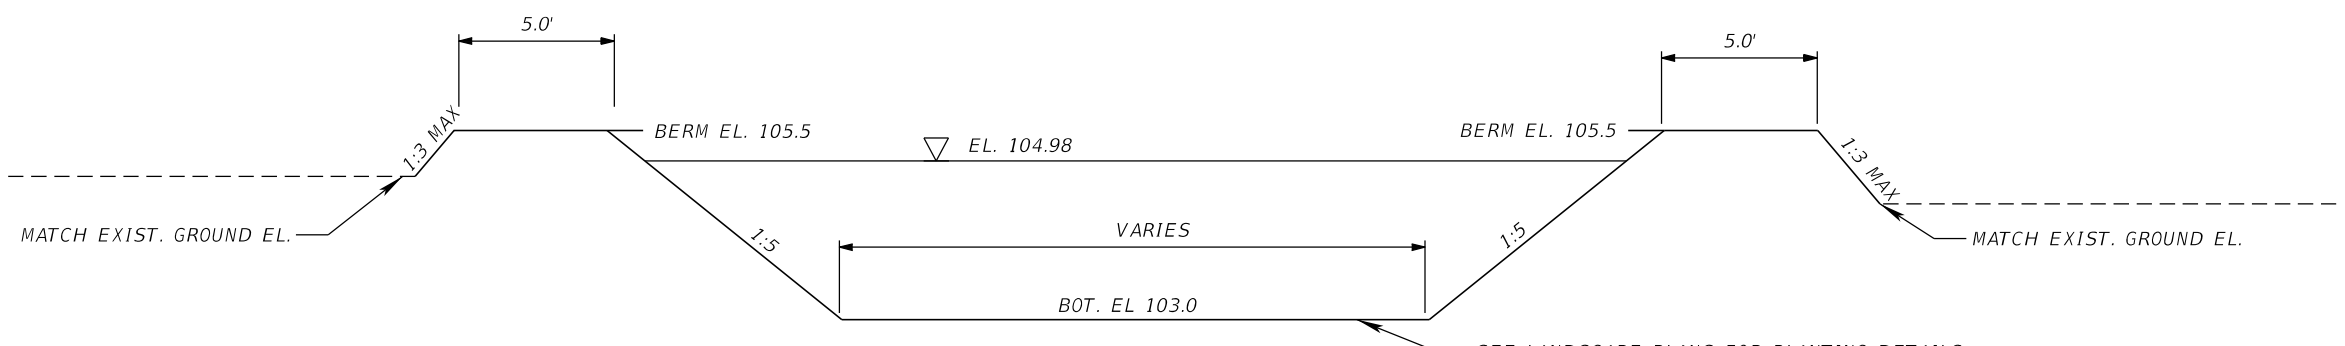 5.0'
5.0'
1:3 MAX
BERM EL. 105.5
EL. 104.98
BERM EL. 105.5
1:3 MAX
MATCH EXIST. GROUND EL.
1:5
VARIES
1:5
MATCH EXIST. GROUND EL.
BOT. EL 103.0